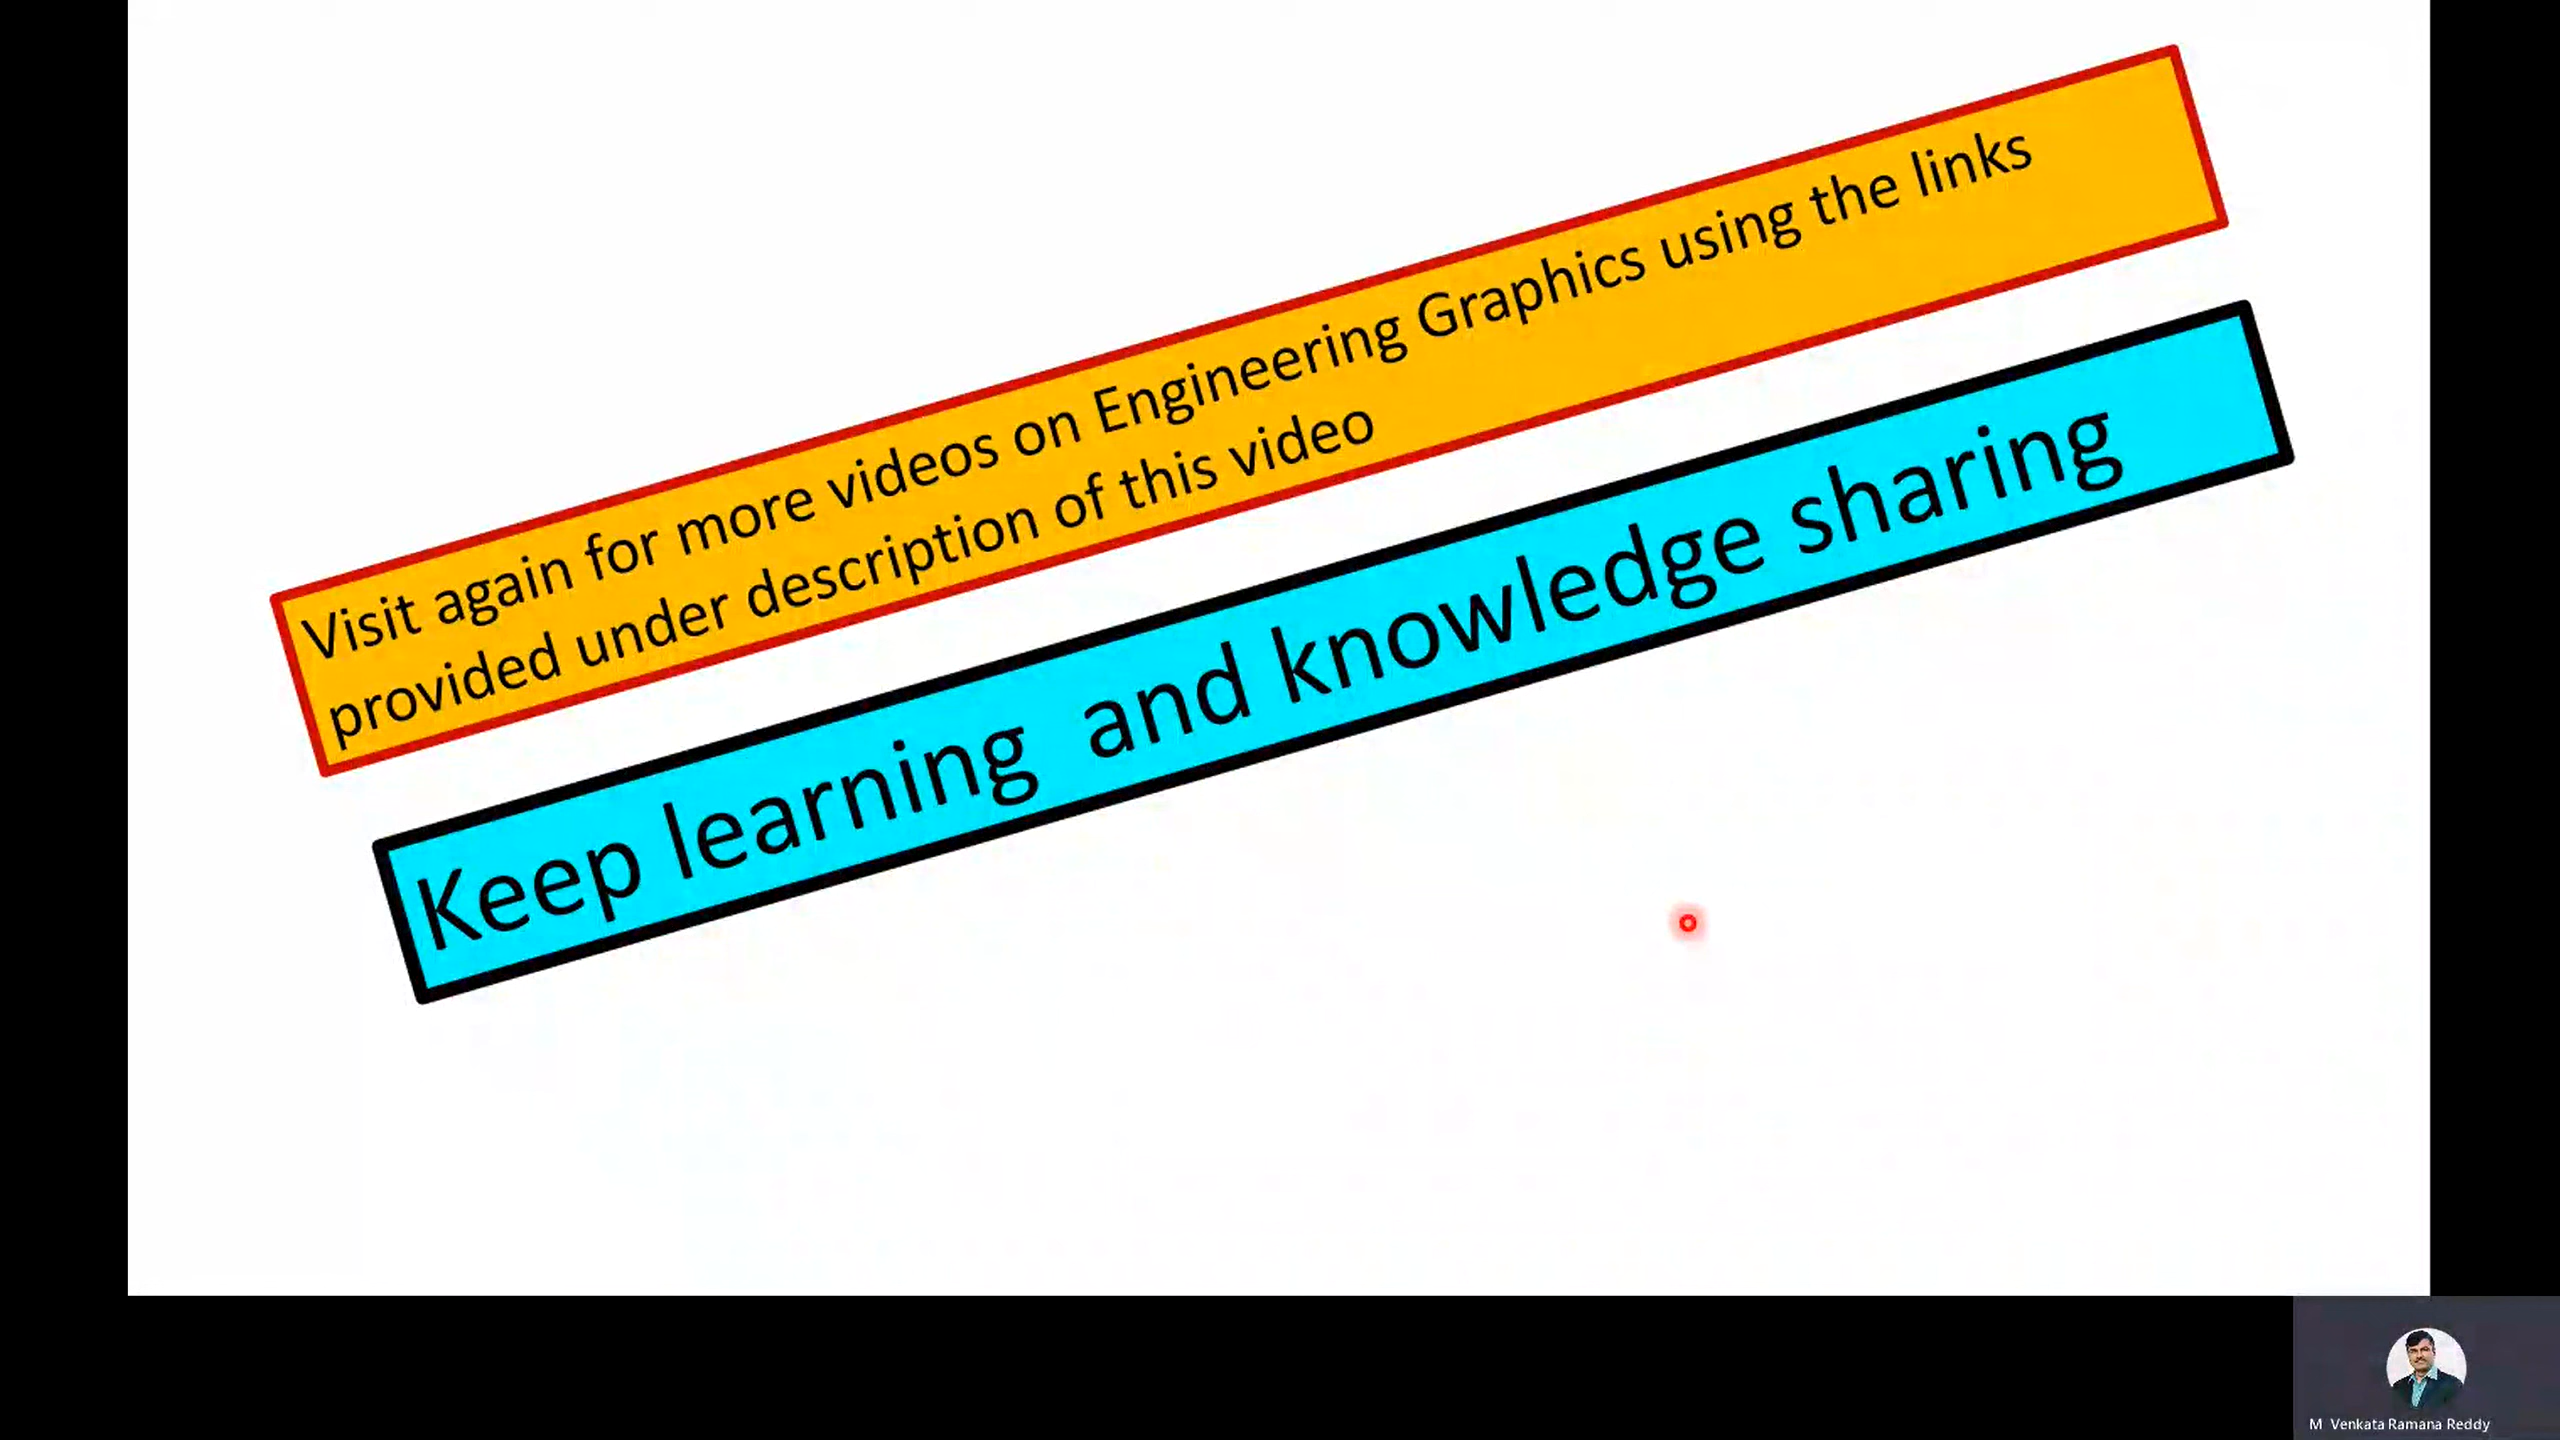 Visit again for more videos on Engineering Graphics using the links
provided under description of this video
Keep learning  and knowledge sharing
M Venkata Ramana Reddy